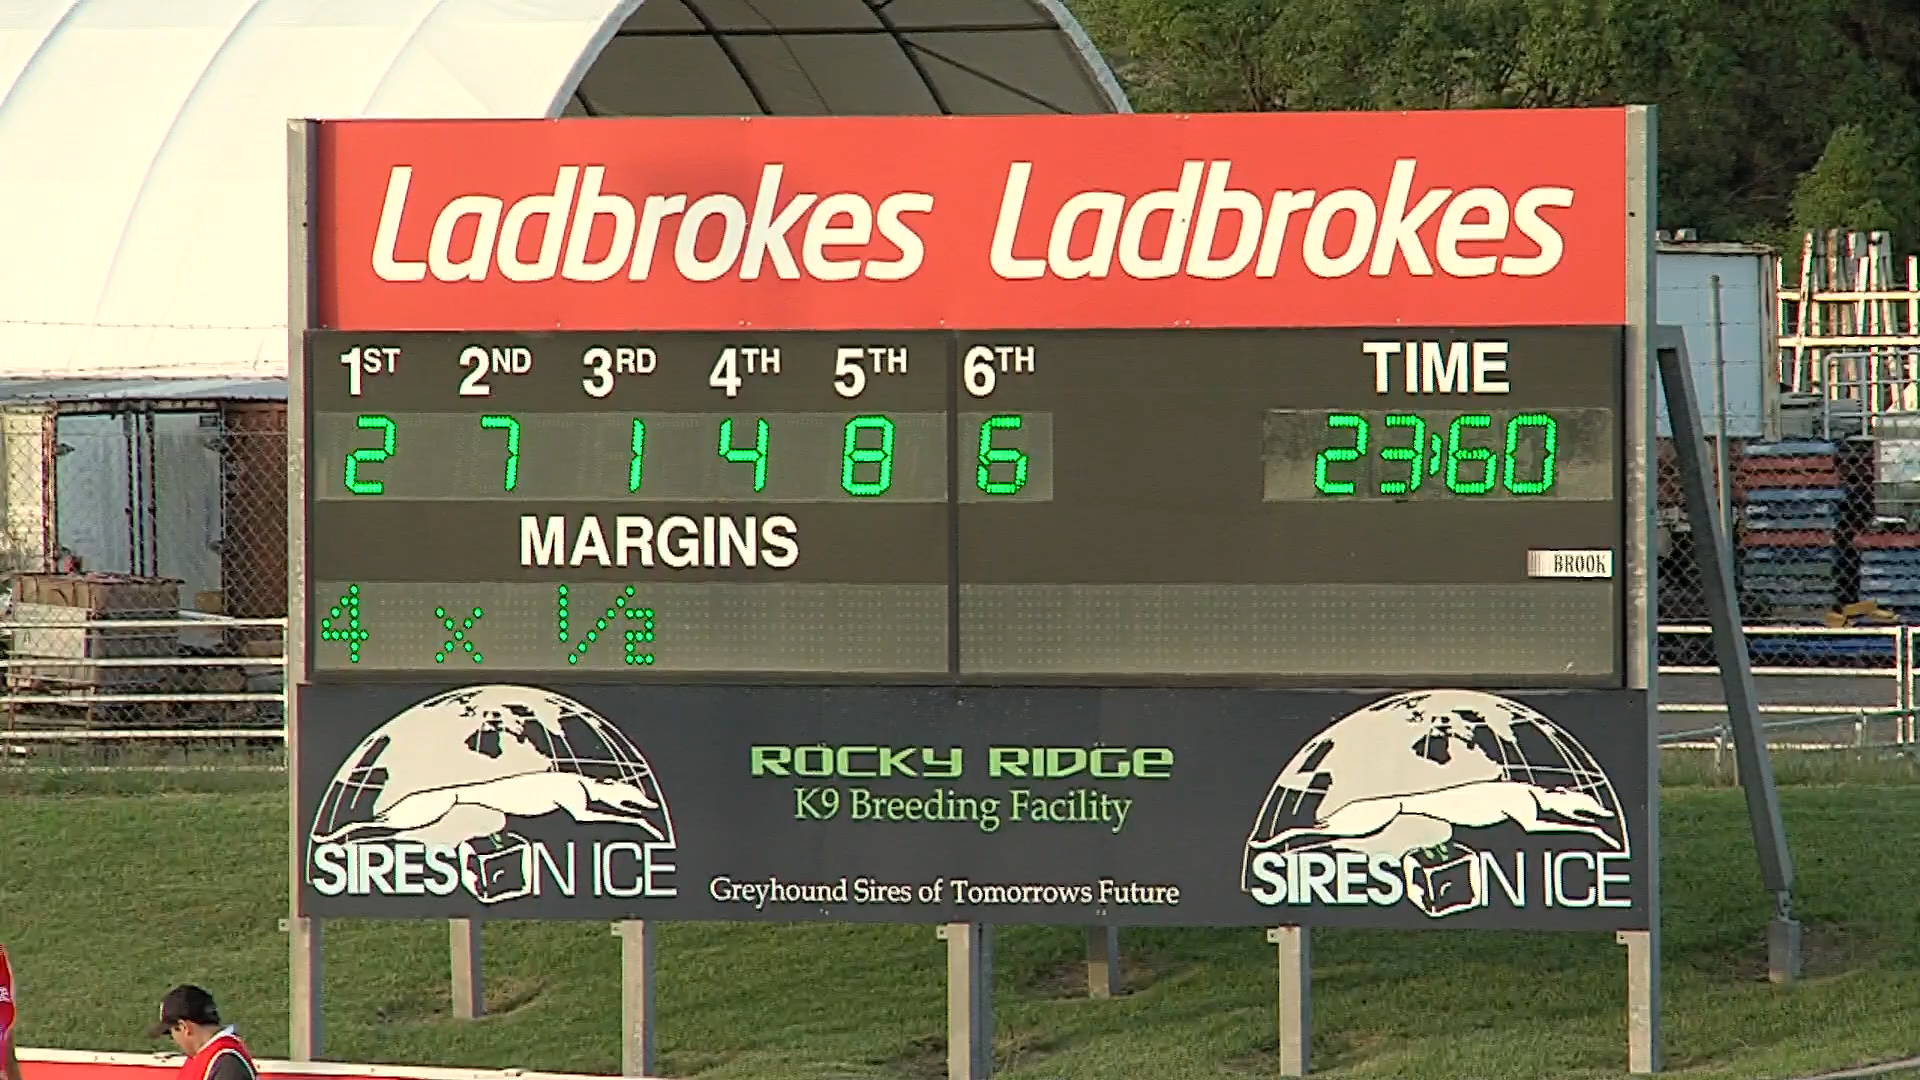 Ladbrokes Ladbrokes
1ST 2ND 3RD 4TH 5TH 6TH TIME
2 7 1 4 8 6 23:60
MARGINS
BROOK
4 x 1/2
ROCKY RIDGE
K9 Breeding Facility
SIRES ON ICE
Greyhound Sires of Tomorrows Future
SIRES ON ICE